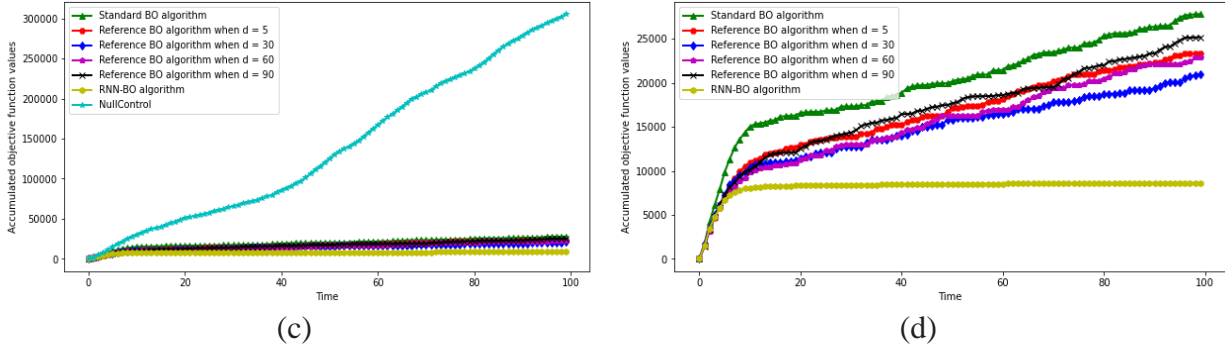 300000
250000
200000
150000
100000
50000
0
Accumulated objective function values
Standard BO algorithm
Reference BO algorithm when d = 5
Reference BO algorithm when d = 30
Reference BO algorithm when d = 60
Reference BO algorithm when d = 90
RNN-BO algorithm
NullControl
0 20 40 60 80 100
Time
(c)
25000
20000
15000
10000
5000
0
Accumulated objective function values
Standard BO algorithm
Reference BO algorithm when d = 5
Reference BO algorithm when d = 30
Reference BO algorithm when d = 60
Reference BO algorithm when d = 90
RNN-BO algorithm
0 20 40 60 80 100
Time
(d)